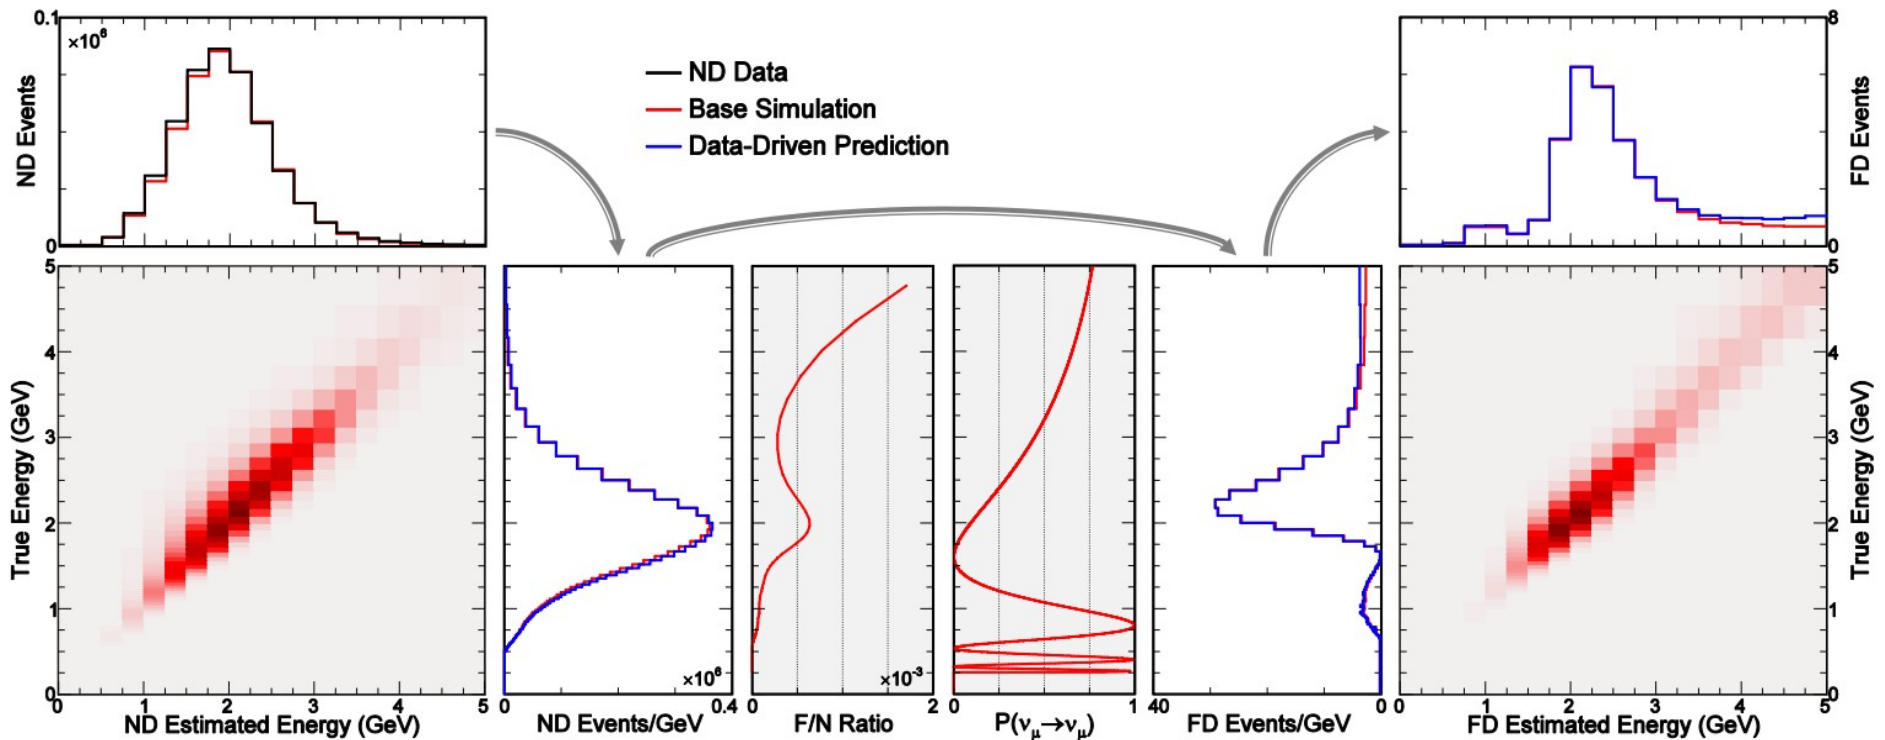 0.1
×10⁶
ND Events
0
ND Data
Base Simulation
Data-Driven Prediction
8
FD Events
0
5
4
3
2
1
0
True Energy (GeV)
0 1 2 3 4 5
ND Estimated Energy (GeV)
×10⁶
0 0.4
ND Events/GeV
×10⁻³
0 2
F/N Ratio
0 1
P(νμ→νμ)
40 0
FD Events/GeV
5
4
3
2
1
0
True Energy (GeV)
0 1 2 3 4 5
FD Estimated Energy (GeV)